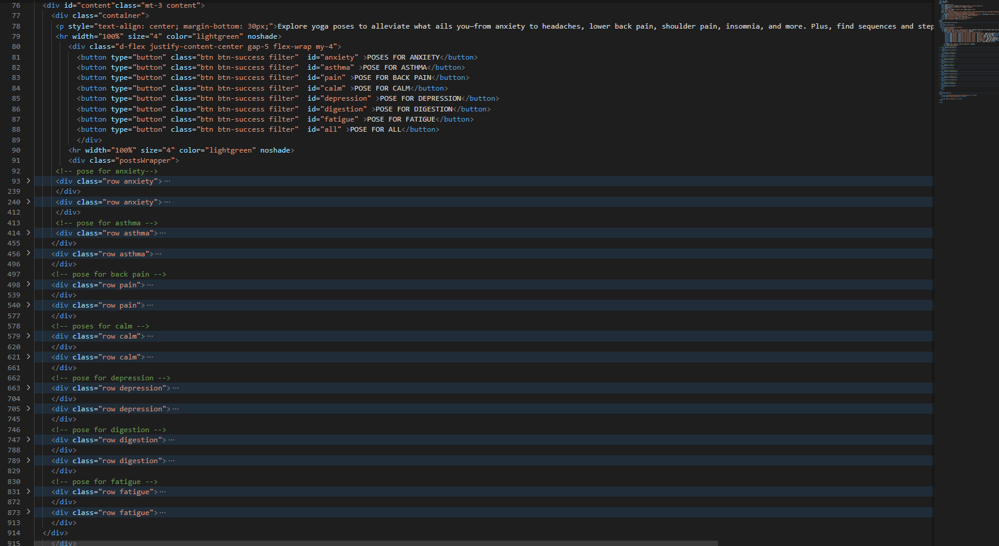 76 <div id="content"class="mt-3 content">
77 <div class="container">
78 <p style="text-align: center; margin-bottom: 30px;">Explore yoga poses to alleviate what ails you—from anxiety to headaches, lower back pain, shoulder pain, insomnia, and more. Plus, find sequences and step
79 <hr width="100%" size="4" color="lightgreen" noshade>
80 <div class="d-flex justify-content-center gap-5 flex-wrap my-4">
81 <button type="button" class="btn btn-success filter"  id="anxiety" >POSES FOR ANXIETY</button>
82 <button type="button" class="btn btn-success filter"  id="asthma" >POSE FOR ASTHMA</button>
83 <button type="button" class="btn btn-success filter"  id="pain" >POSE FOR BACK PAIN</button>
84 <button type="button" class="btn btn-success filter"  id="calm" >POSE FOR CALM</button>
85 <button type="button" class="btn btn-success filter"  id="depression" >POSE FOR DEPRESSION</button>
86 <button type="button" class="btn btn-success filter"  id="digestion" >POSE FOR DIGESTION</button>
87 <button type="button" class="btn btn-success filter"  id="fatigue" >POSE FOR FATIGUE</button>
88 <button type="button" class="btn btn-success filter"  id="all" >POSE FOR ALL</button>
89 </div>
90 <hr width="100%" size="4" color="lightgreen" noshade>
91 <div class="postsWrapper">
92 <!-- pose for anxiety-->
93 <div class="row anxiety">…
239 </div>
240 <div class="row anxiety">…
412 </div>
413 <!-- pose for asthma -->
414 <div class="row asthma">…
455 </div>
456 <div class="row asthma">…
496 </div>
497 <!-- pose for back pain -->
498 <div class="row pain">…
539 </div>
540 <div class="row pain">…
577 </div>
578 <!-- poses for calm -->
579 <div class="row calm">…
620 </div>
621 <div class="row calm">…
661 </div>
662 <!-- pose for depression -->
663 <div class="row depression">…
704 </div>
705 <div class="row depression">…
745 </div>
746 <!-- pose for digestion -->
747 <div class="row digestion">…
788 </div>
789 <div class="row digestion">…
829 </div>
830 <!-- pose for fatigue -->
831 <div class="row fatigue">…
872 </div>
873 <div class="row fatigue">…
913 </div>
914 </div>
915 </div>